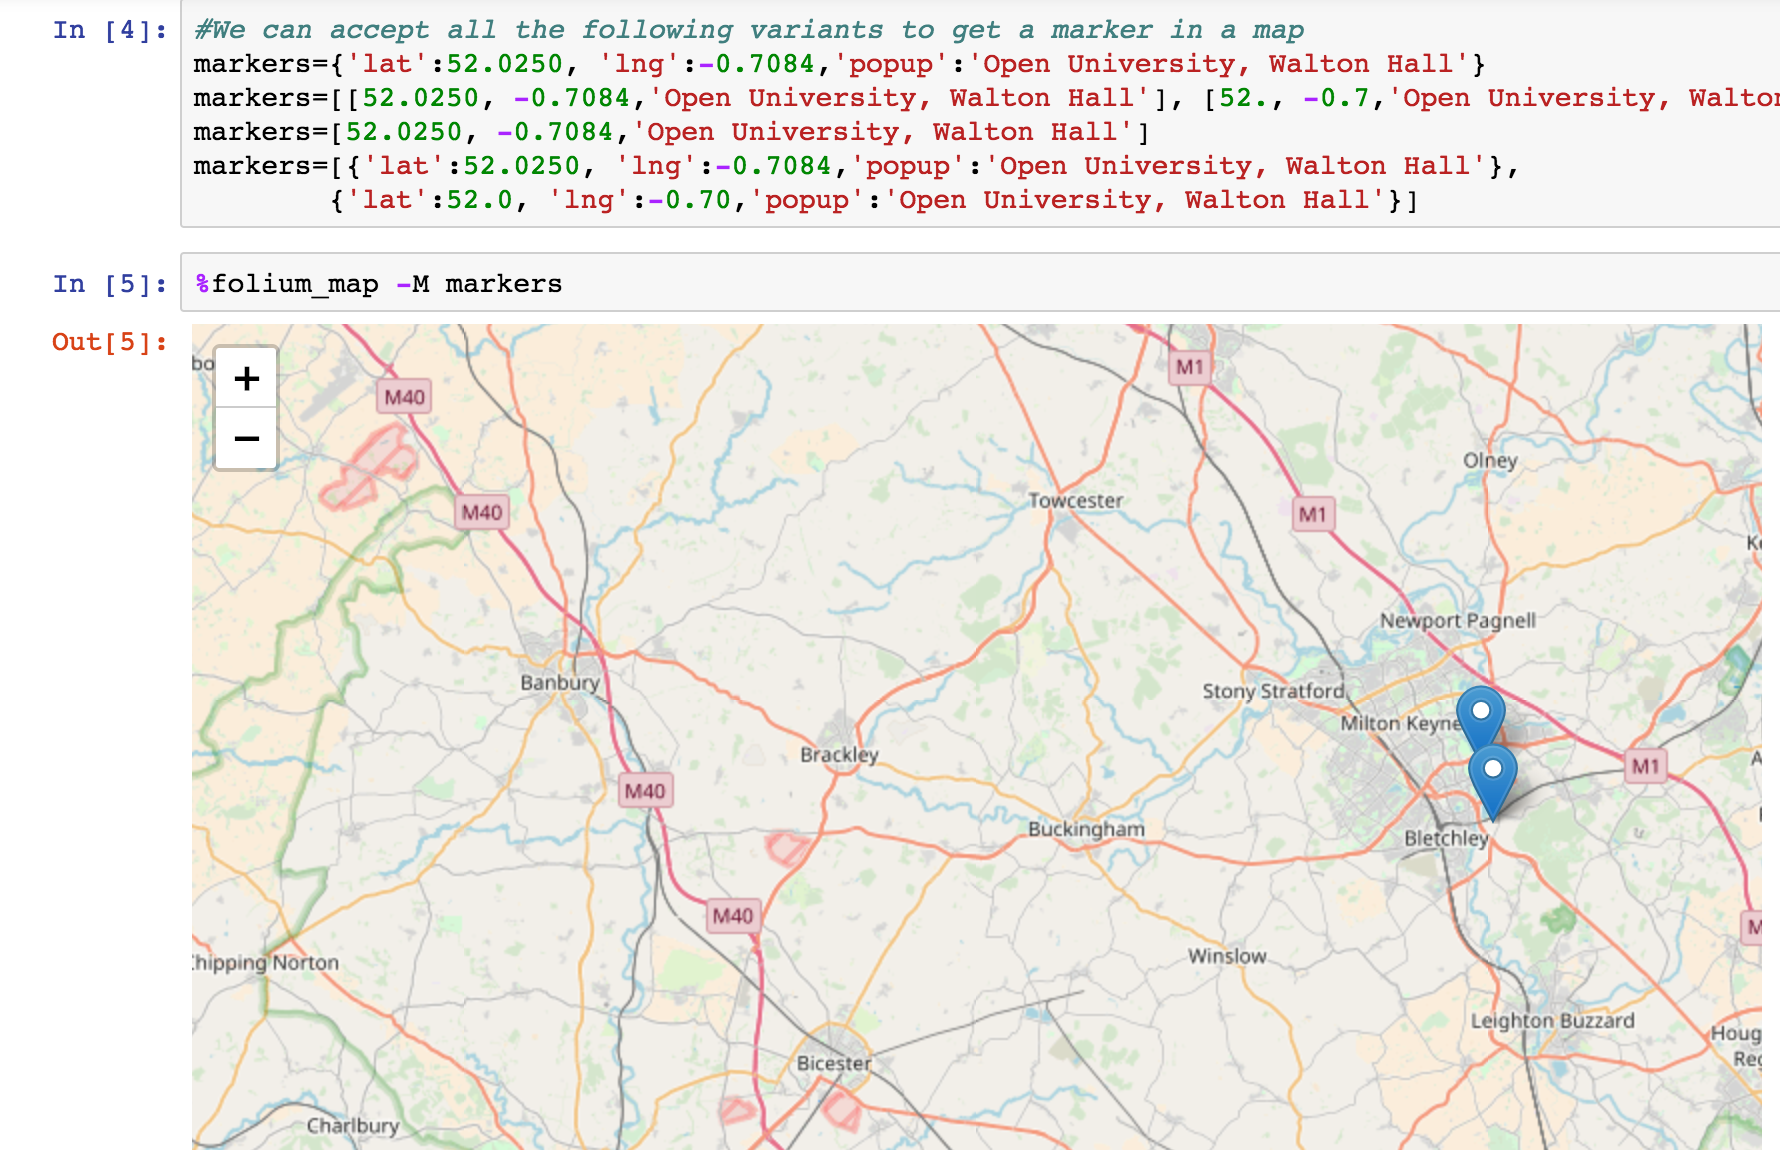 In [4]:
#We can accept all the following variants to get a marker in a map
markers={'lat':52.0250, 'lng':-0.7084,'popup':'Open University, Walton Hall'}
markers=[[52.0250, -0.7084,'Open University, Walton Hall'], [52., -0.7,'Open University, Walton
markers=[52.0250, -0.7084,'Open University, Walton Hall']
markers=[{'lat':52.0250, 'lng':-0.7084,'popup':'Open University, Walton Hall'},
{'lat':52.0, 'lng':-0.70,'popup':'Open University, Walton Hall'}]
In [5]:
%folium_map -M markers
Out[5]:
+
−
bo
M40
M1
Olney
Towcester
M40
M1
Ke
Newport Pagnell
Banbury
Stony Stratford
Milton Keyne
Brackley
M1
A
M40
Buckingham
Bletchley
M40
M
Winslow
hipping Norton
Leighton Buzzard
Houg
Reg
Bicester
Charlbury